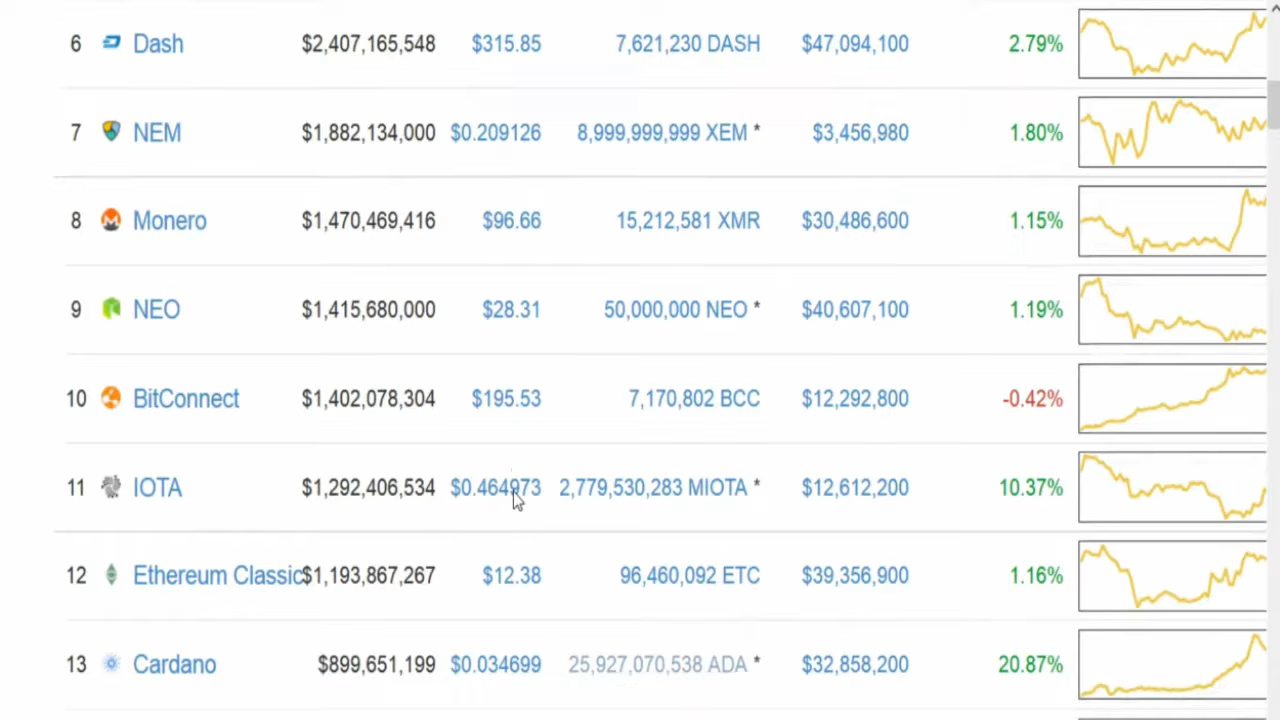 6 Dash $2,407,165,548 $315.85 7,621,230 DASH $47,094,100 2.79%
7 NEM $1,882,134,000 $0.209126 8,999,999,999 XEM * $3,456,980 1.80%
8 Monero $1,470,469,416 $96.66 15,212,581 XMR $30,486,600 1.15%
9 NEO $1,415,680,000 $28.31 50,000,000 NEO * $40,607,100 1.19%
10 BitConnect $1,402,078,304 $195.53 7,170,802 BCC $12,292,800 -0.42%
11 IOTA $1,292,406,534 $0.464973 2,779,530,283 MIOTA * $12,612,200 10.37%
12 Ethereum Classic $1,193,867,267 $12.38 96,460,092 ETC $39,356,900 1.16%
13 Cardano $899,651,199 $0.034699 25,927,070,538 ADA * $32,858,200 20.87%